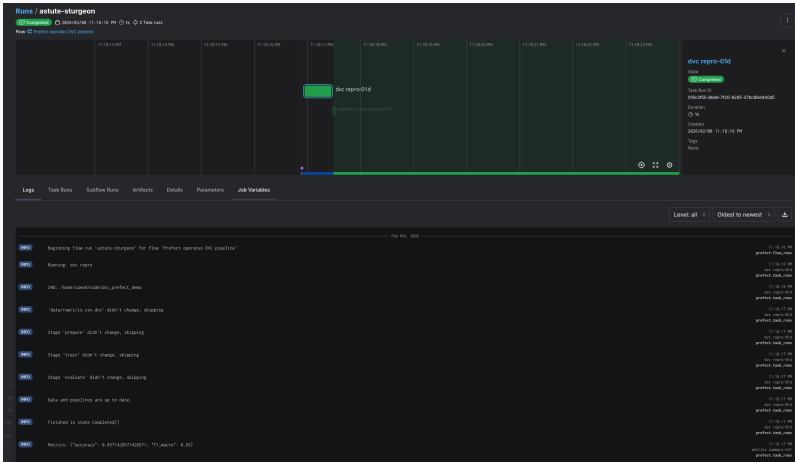 Runs / astute-sturgeon
Completed 2026/02/08 11:18:16 PM 1s 2 Task runs
Flow Prefect operates DVC pipeline
11:18:13 PM 11:18:14 PM 11:18:15 PM 11:18:16 PM 11:18:17 PM 11:18:18 PM 11:18:19 PM 11:18:20 PM 11:18:21 PM 11:18:22 PM 11:18:23 PM
dvc repro-01d
metrics summary-e37
dvc repro-01d
State
Completed
Task Run ID
Duration
1s
Created
2026/02/08 11:18:16 PM
Tags
None
Logs Task Runs Subflow Runs Artifacts Details Parameters Job Variables
Level: all Oldest to newest
Feb 8th, 2026
INFO Beginning flow run 'astute-sturgeon' for flow 'Prefect operates DVC pipeline' 11:18:16 PM
prefect.flow_runs
INFO Running: dvc repro 11:18:16 PM
dvc repro-01d
prefect.task_runs
INFO CWD: /home/saeed/code/dvc_prefect_demo 11:18:16 PM
dvc repro-01d
prefect.task_runs
INFO 'data/raw/iris.csv.dvc' didn't change, skipping 11:18:17 PM
dvc repro-01d
prefect.task_runs
INFO Stage 'prepare' didn't change, skipping 11:18:17 PM
dvc repro-01d
prefect.task_runs
INFO Stage 'train' didn't change, skipping 11:18:17 PM
dvc repro-01d
prefect.task_runs
INFO Stage 'evaluate' didn't change, skipping 11:18:17 PM
dvc repro-01d
prefect.task_runs
INFO Data and pipelines are up to date. 11:18:17 PM
dvc repro-01d
prefect.task_runs
INFO Finished in state Completed() 11:18:17 PM
dvc repro-01d
prefect.task_runs
INFO Metrics: {"accuracy": 0.8571428571428571, "f1_macro": 0.85} 11:18:17 PM
metrics summary-e37
prefect.task_runs